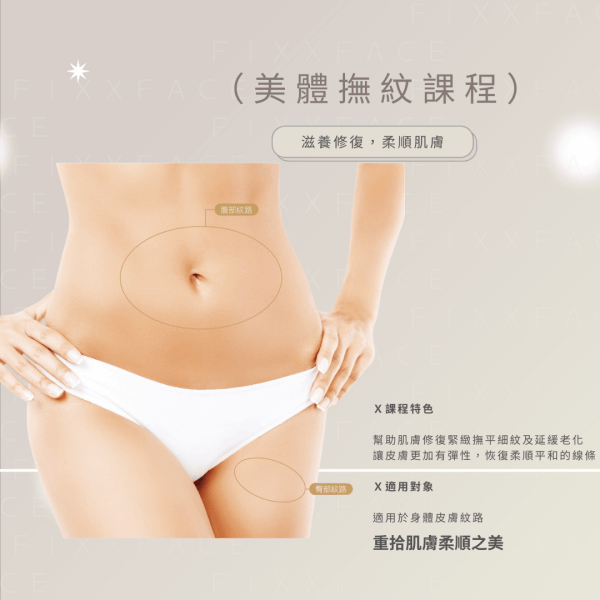 FIXXFACE
（美體撫紋課程）
滋養修復，柔順肌膚
腹部紋路
X 課程特色
幫助肌膚修復緊緻撫平細紋及延緩老化
讓皮膚更加有彈性，恢復柔順平和的線條
臀部紋路
X 適用對象
適用於身體皮膚紋路
重拾肌膚柔順之美